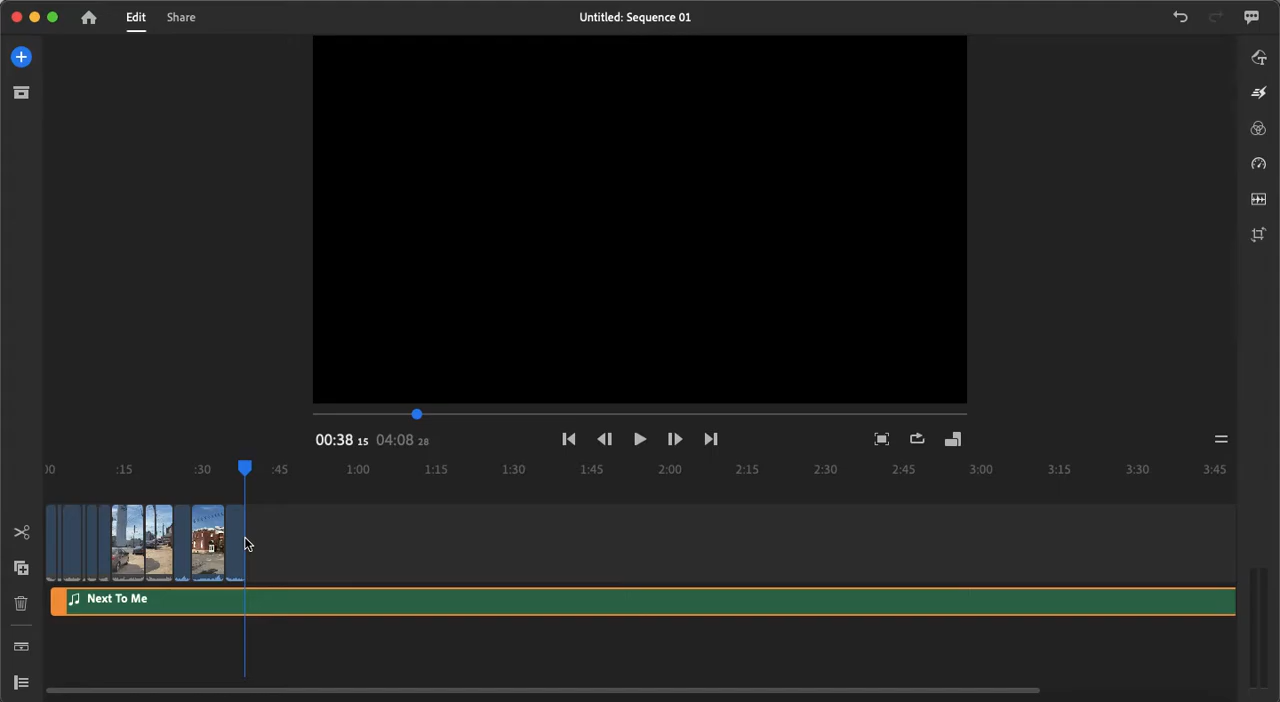 Edit
Share
Untitled: Sequence 01
00:38 15
04:08 28
00 :15 :30 :45 1:00 1:15 1:30 1:45 2:00 2:15 2:30 2:45 3:00 3:15 3:30 3:45
Next To Me